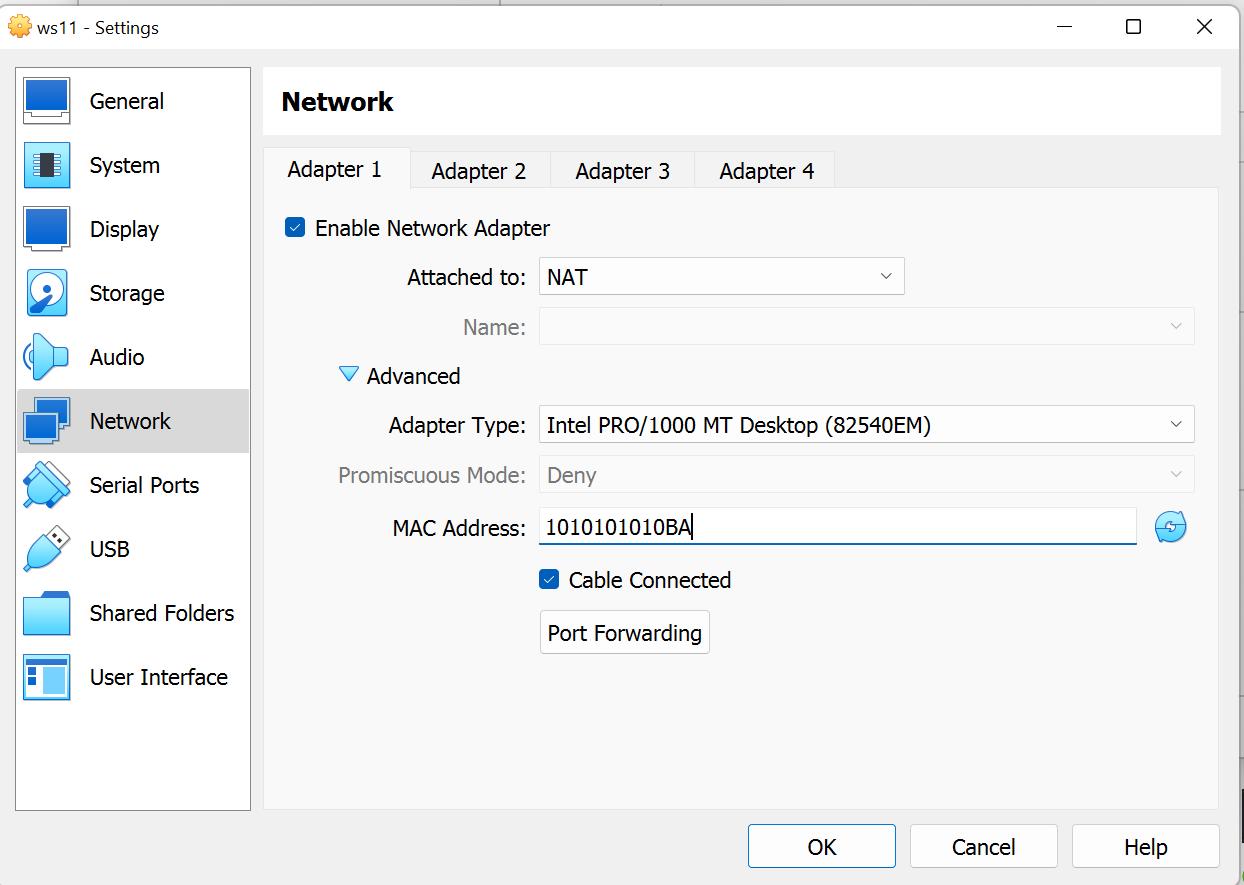 ws11 - Settings
General
System
Display
Storage
Audio
Network
Serial Ports
USB
Shared Folders
User Interface
Network
Adapter 1 Adapter 2 Adapter 3 Adapter 4
Enable Network Adapter
Attached to: NAT
Name:
Advanced
Adapter Type: Intel PRO/1000 MT Desktop (82540EM)
Promiscuous Mode: Deny
MAC Address: 1010101010BA
Cable Connected
Port Forwarding
OK Cancel Help